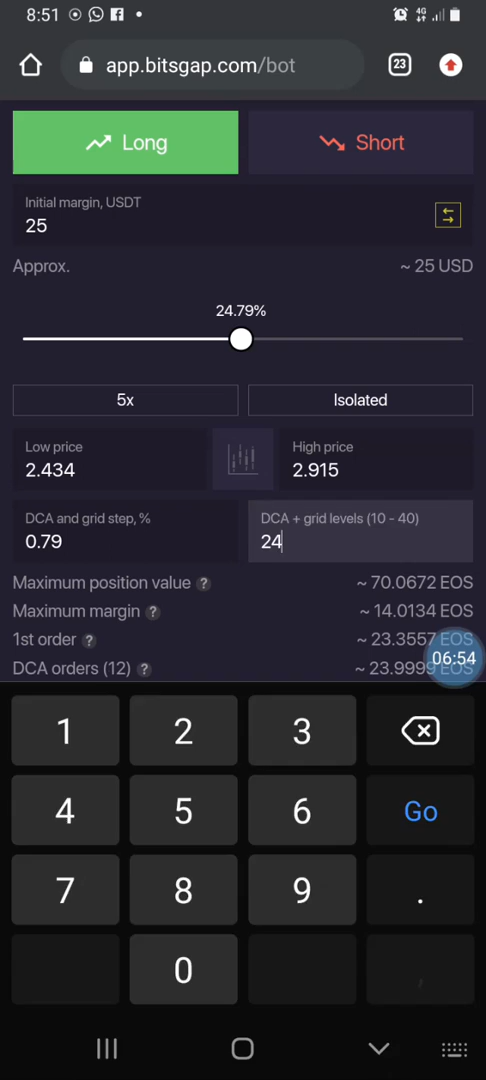 8:51
4G
app.bitsgap.com/bot
23
Long
Short
Initial margin, USDT
25
Approx.
~ 25 USD
24.79%
5x
Isolated
Low price
2.434
High price
2.915
DCA and grid step, %
0.79
DCA + grid levels (10 - 40)
24
Maximum position value ?
~ 70.0672 EOS
Maximum margin ?
~ 14.0134 EOS
1st order ?
~ 23.3557 EOS
06:54
DCA orders (12) ?
~ 23.9999 EOS
1 2 3
4 5 6 Go
7 8 9 .
0 ,